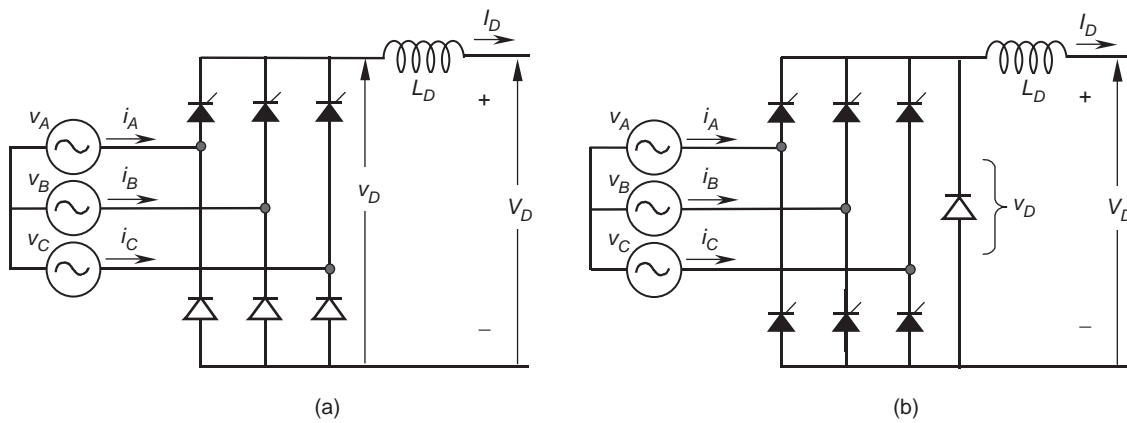 I_D
L_D
+
v_A
i_A
v_B
i_B
v_C
i_C
v_D
V_D
–
(a)
I_D
L_D
+
v_A
i_A
v_B
i_B
v_C
i_C
v_D
V_D
–
(b)